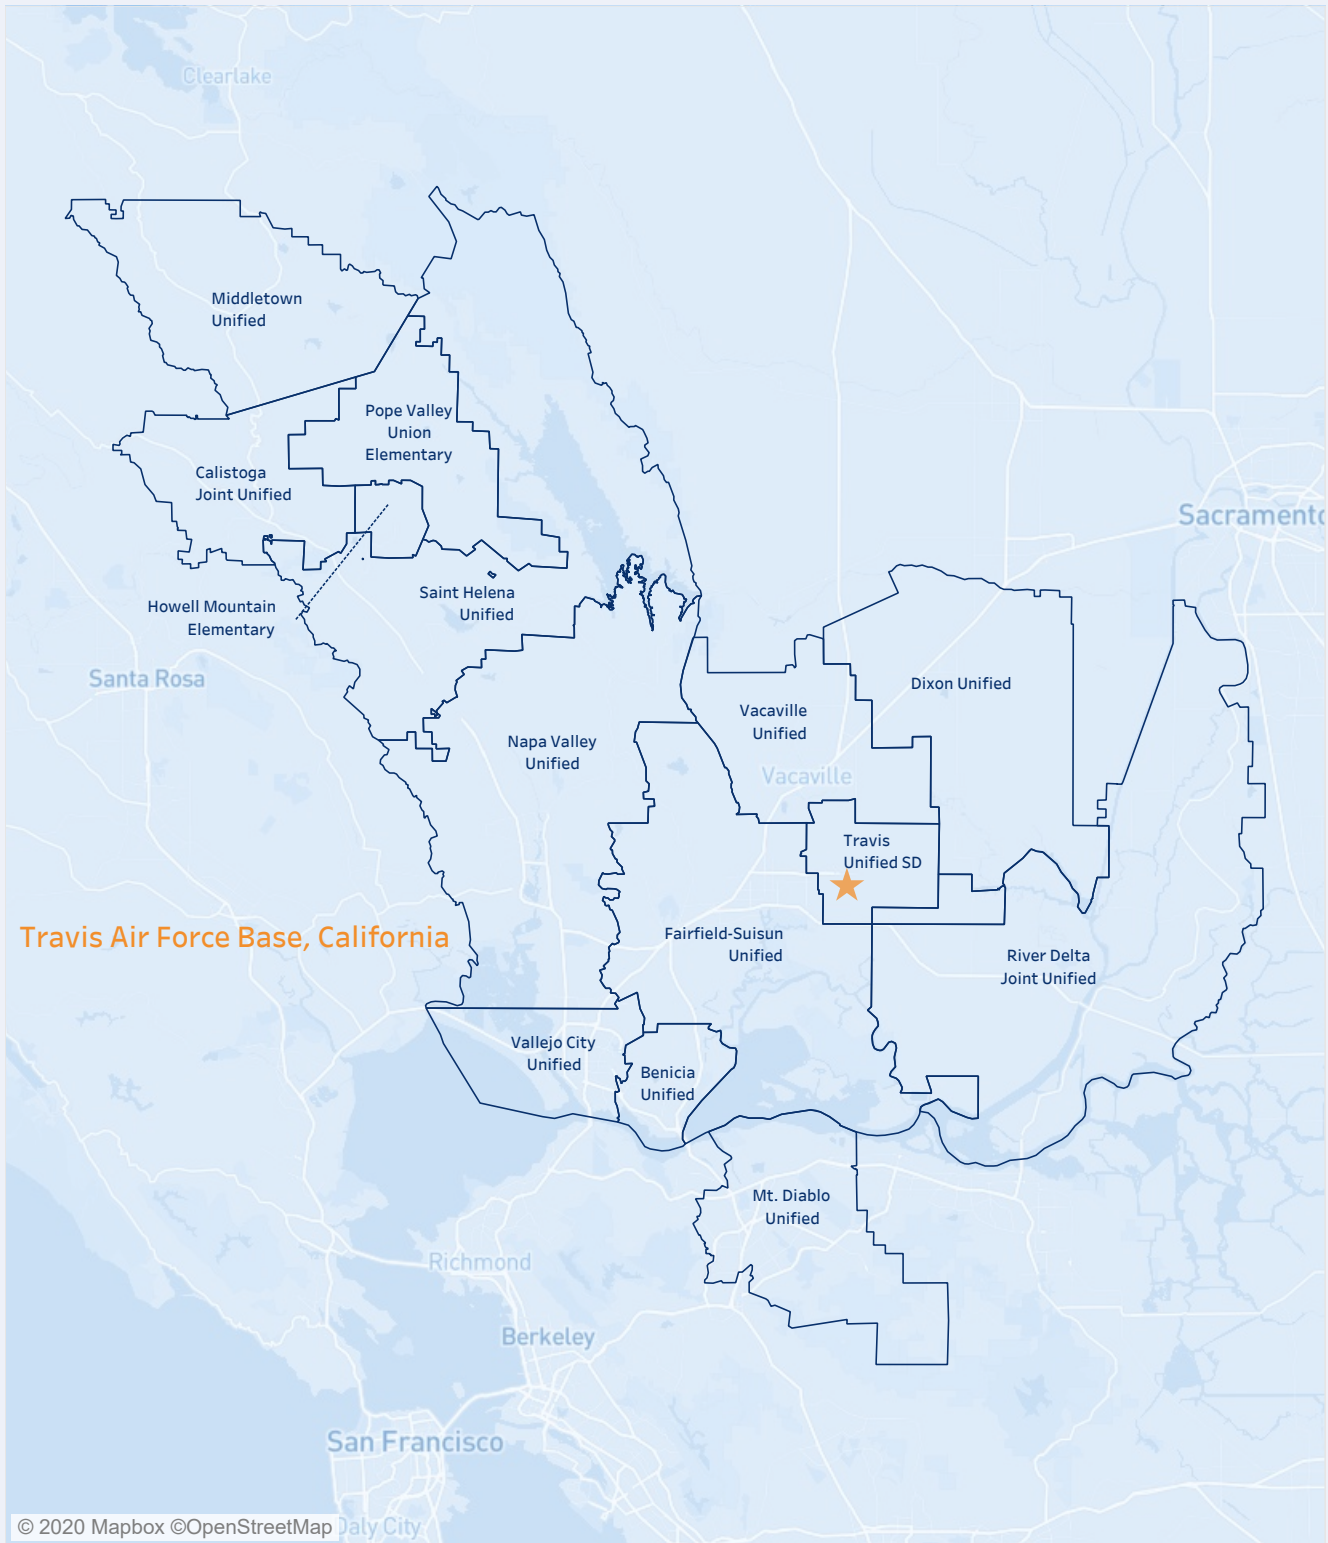 Clearlake
Middletown
Unified
Pope Valley
Union
Elementary
Calistoga
Joint Unified
Sacramento
Saint Helena
Unified
Howell Mountain
Elementary
Santa Rosa
Dixon Unified
Vacaville
Unified
Napa Valley
Unified
Vacaville
Travis
Unified SD
Travis Air Force Base, California
Fairfield-Suisun
Unified
River Delta
Joint Unified
Vallejo City
Unified
Benicia
Unified
Mt. Diablo
Unified
Richmond
Berkeley
San Francisco
© 2020 Mapbox ©OpenStreetMap
Daly City